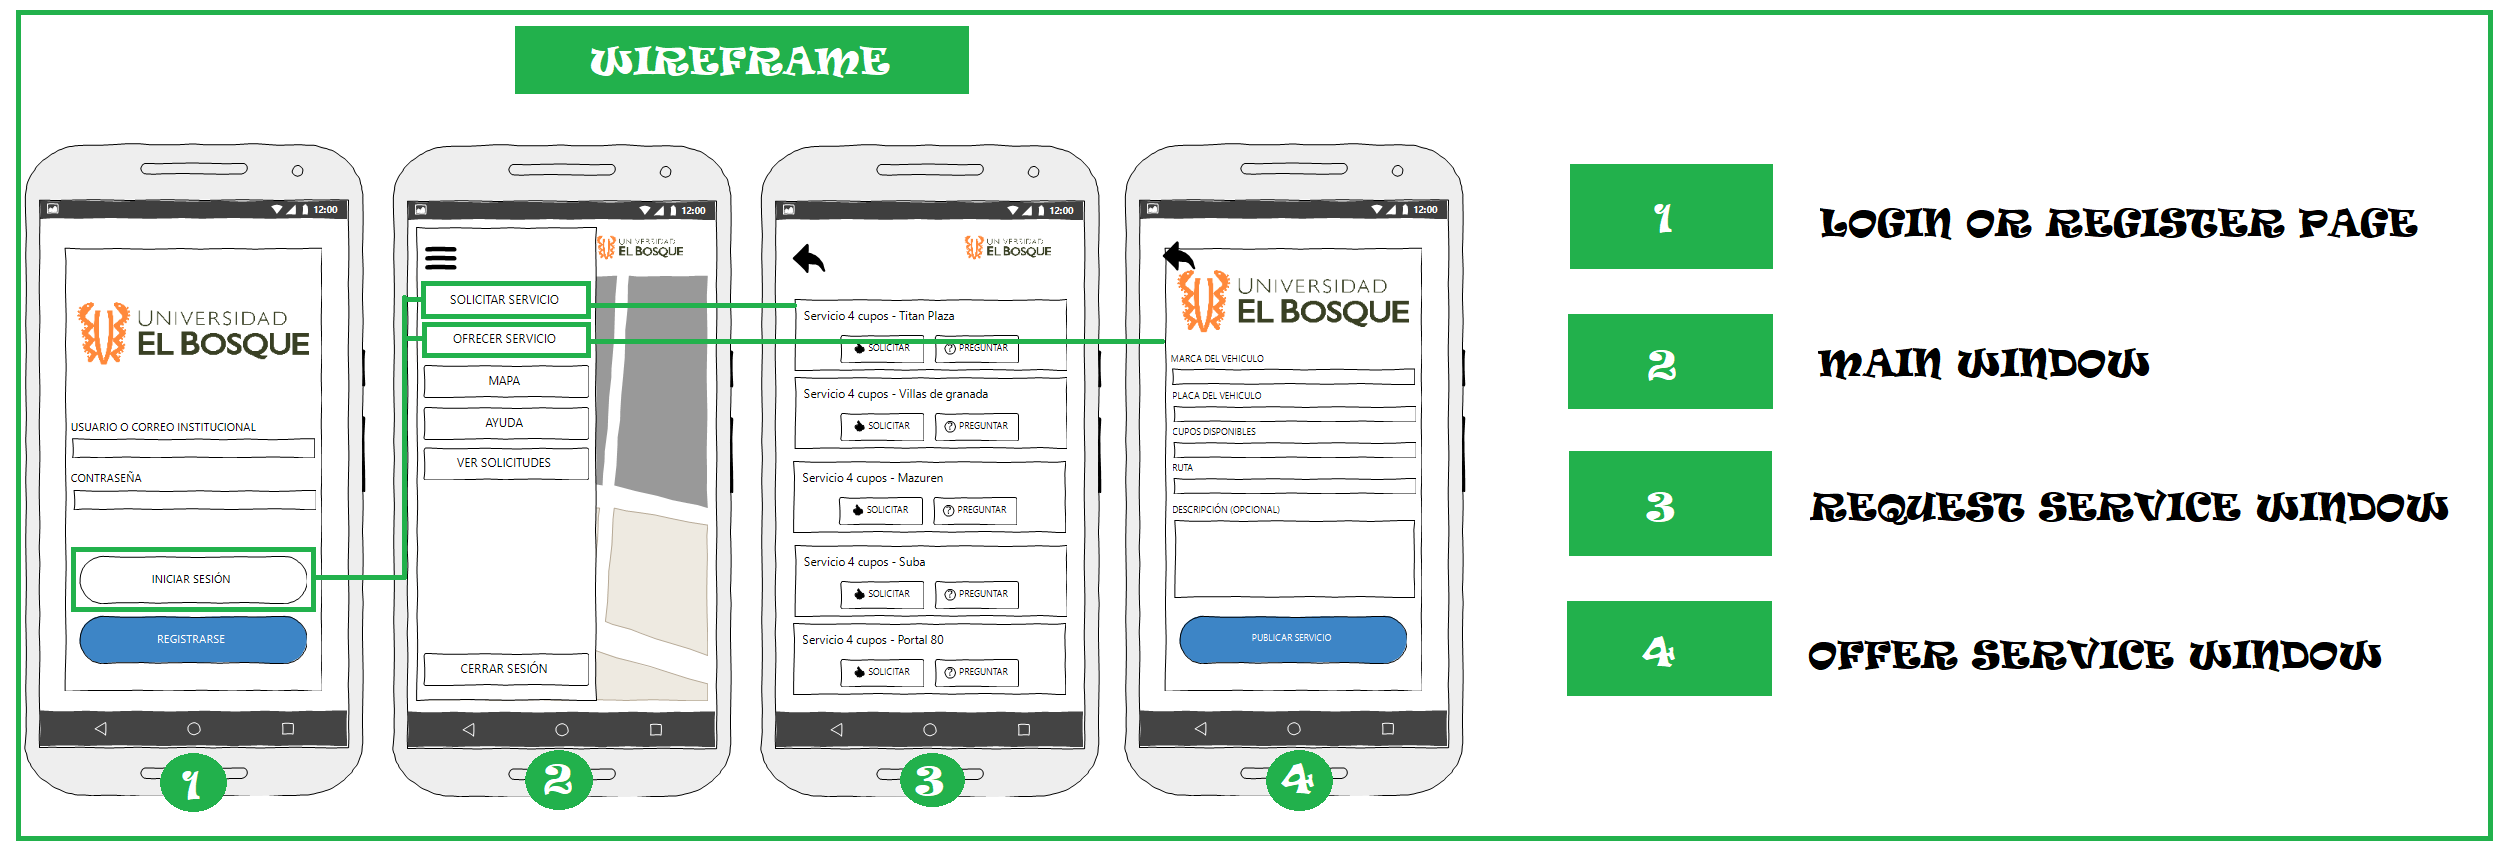 WIREFRAME
12:00
UNIVERSIDAD
EL BOSQUE
USUARIO O CORREO INSTITUCIONAL
CONTRASEÑA
INICIAR SESIÓN
REGISTRARSE
1
12:00
UNIVERSIDAD
EL BOSQUE
SOLICITAR SERVICIO
OFRECER SERVICIO
MAPA
AYUDA
VER SOLICITUDES
CERRAR SESIÓN
2
12:00
UNIVERSIDAD
EL BOSQUE
Servicio 4 cupos - Titan Plaza
SOLICITAR PREGUNTAR
Servicio 4 cupos - Villas de granada
SOLICITAR PREGUNTAR
Servicio 4 cupos - Mazuren
SOLICITAR PREGUNTAR
Servicio 4 cupos - Suba
SOLICITAR PREGUNTAR
Servicio 4 cupos - Portal 80
SOLICITAR PREGUNTAR
3
12:00
UNIVERSIDAD
EL BOSQUE
MARCA DEL VEHICULO
PLACA DEL VEHICULO
CUPOS DISPONIBLES
RUTA
DESCRIPCIÓN (OPCIONAL)
PUBLICAR SERVICIO
4
1 LOGIN OR REGISTER PAGE
2 MAIN WINDOW
3 REQUEST SERVICE WINDOW
4 OFFER SERVICE WINDOW